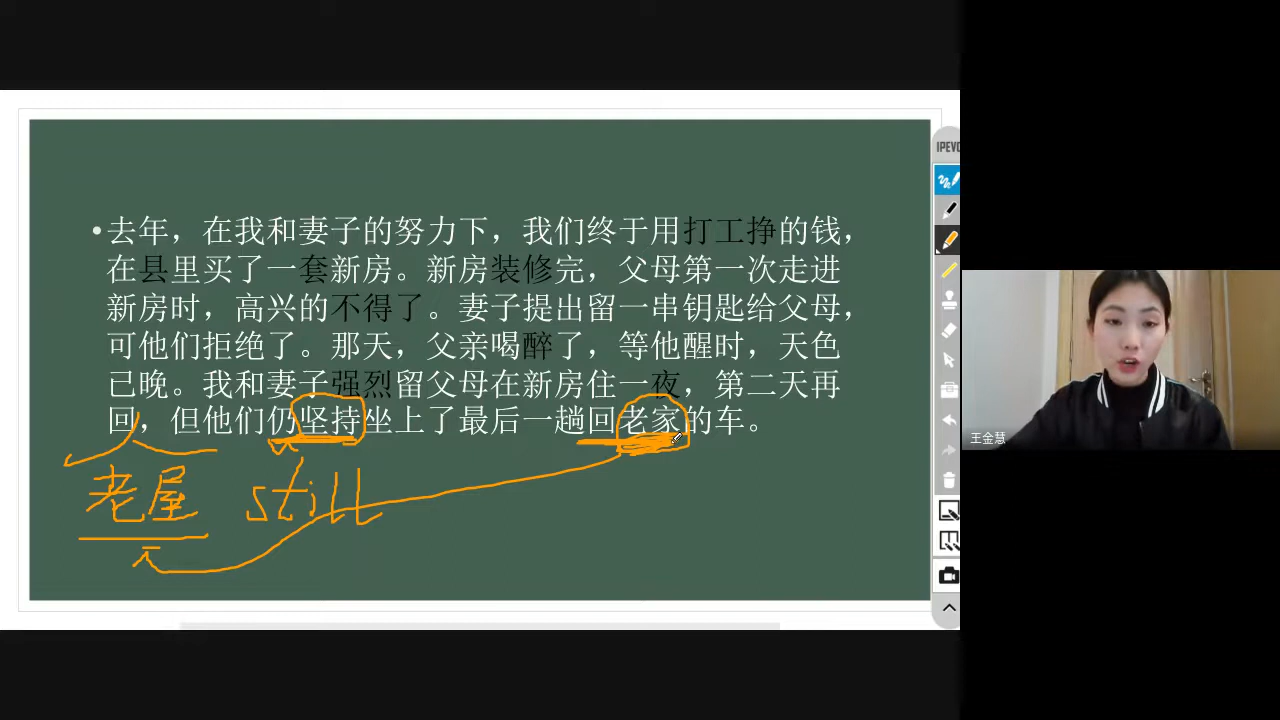 •去年，在我和妻子的努力下，我们终于用打工挣的钱，
在县里买了一套新房。新房装修完，父母第一次走进
新房时，高兴的不得了。妻子提出留一串钥匙给父母，
可他们拒绝了。那天，父亲喝醉了，等他醒时，天色
已晚。我和妻子强烈留父母在新房住一夜，第二天再
回，但他们仍坚持坐上了最后一趟回老家的车。
老屋 still
IPEVO
王金慧